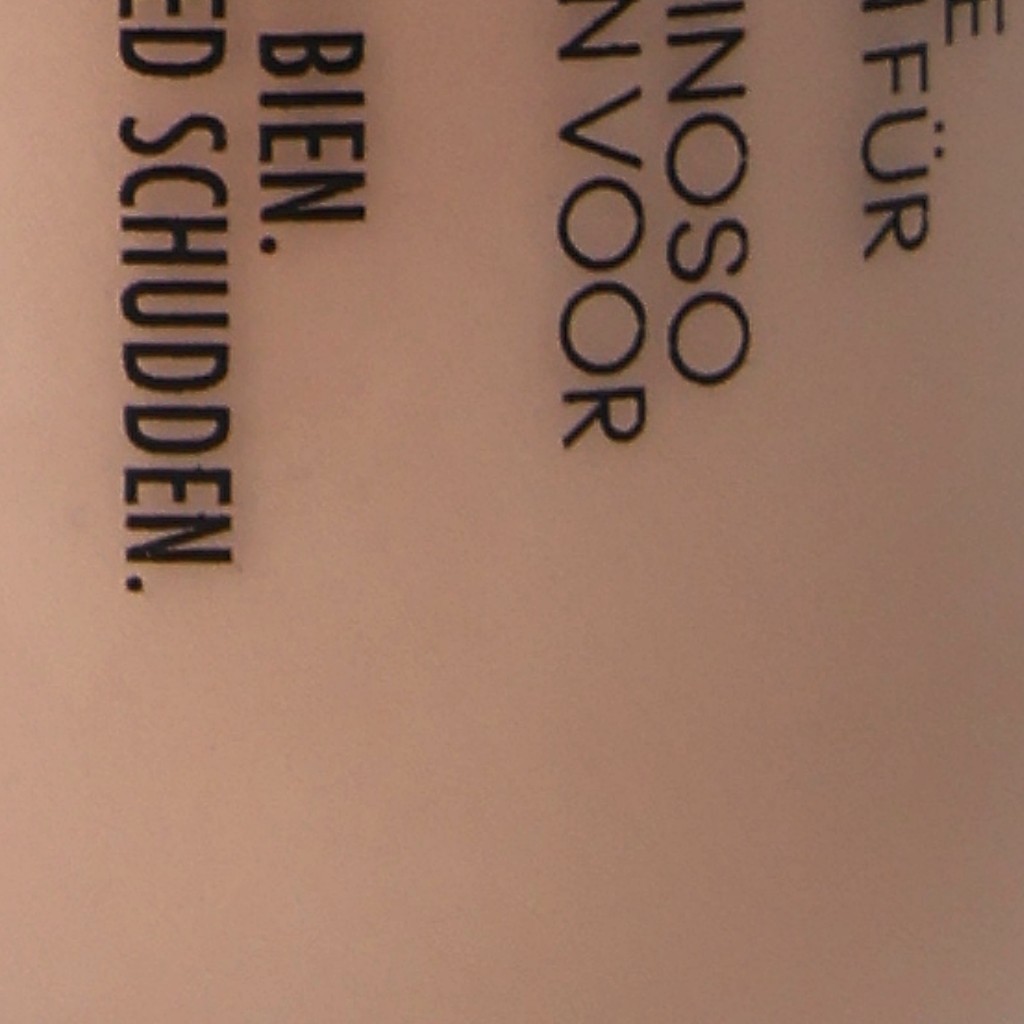 E
FÜR
INOSO
N VOOR
BIEN.
ED SCHUDDEN.